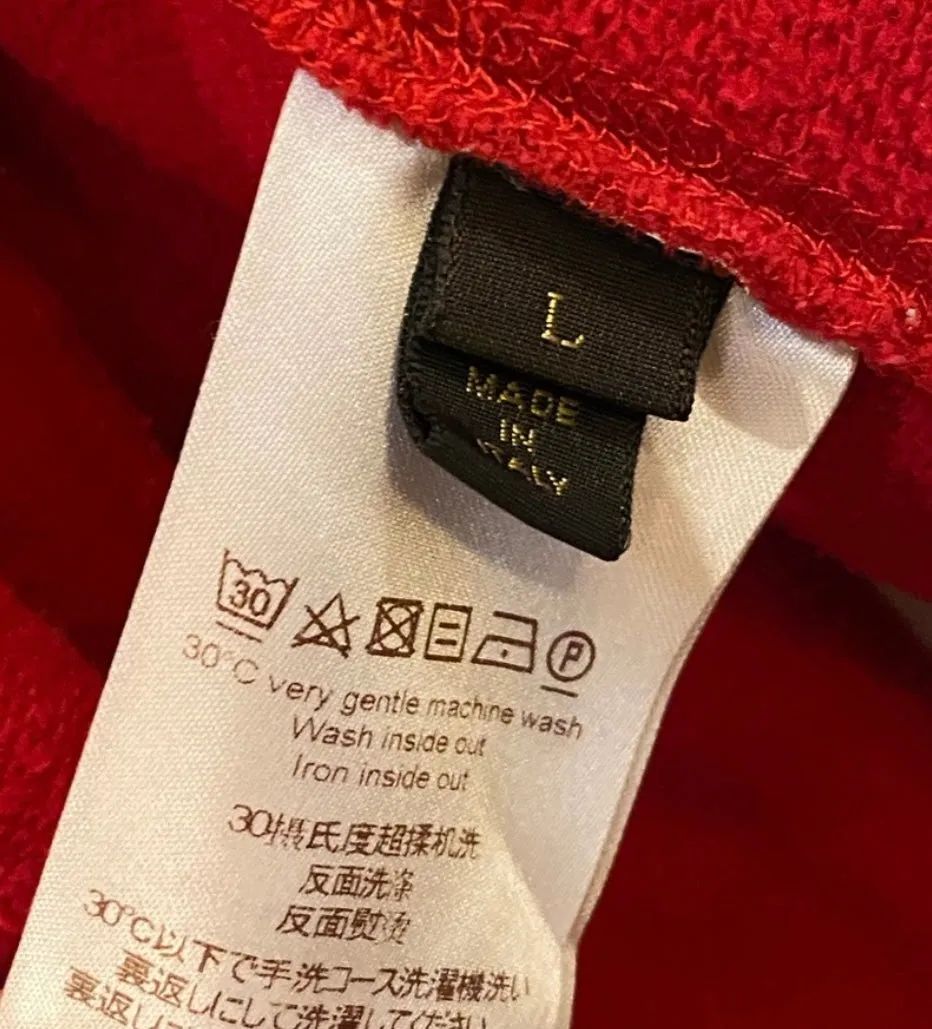 L
MADE
IN
ITALY
30
P
30°C very gentle machine wash
Wash inside out
Iron inside out
30摄氏度超揉机洗
反面洗涤
反面熨烫
30°C以下で手洗コース洗濯機洗い
裏返しにして洗濯してください
裏返し